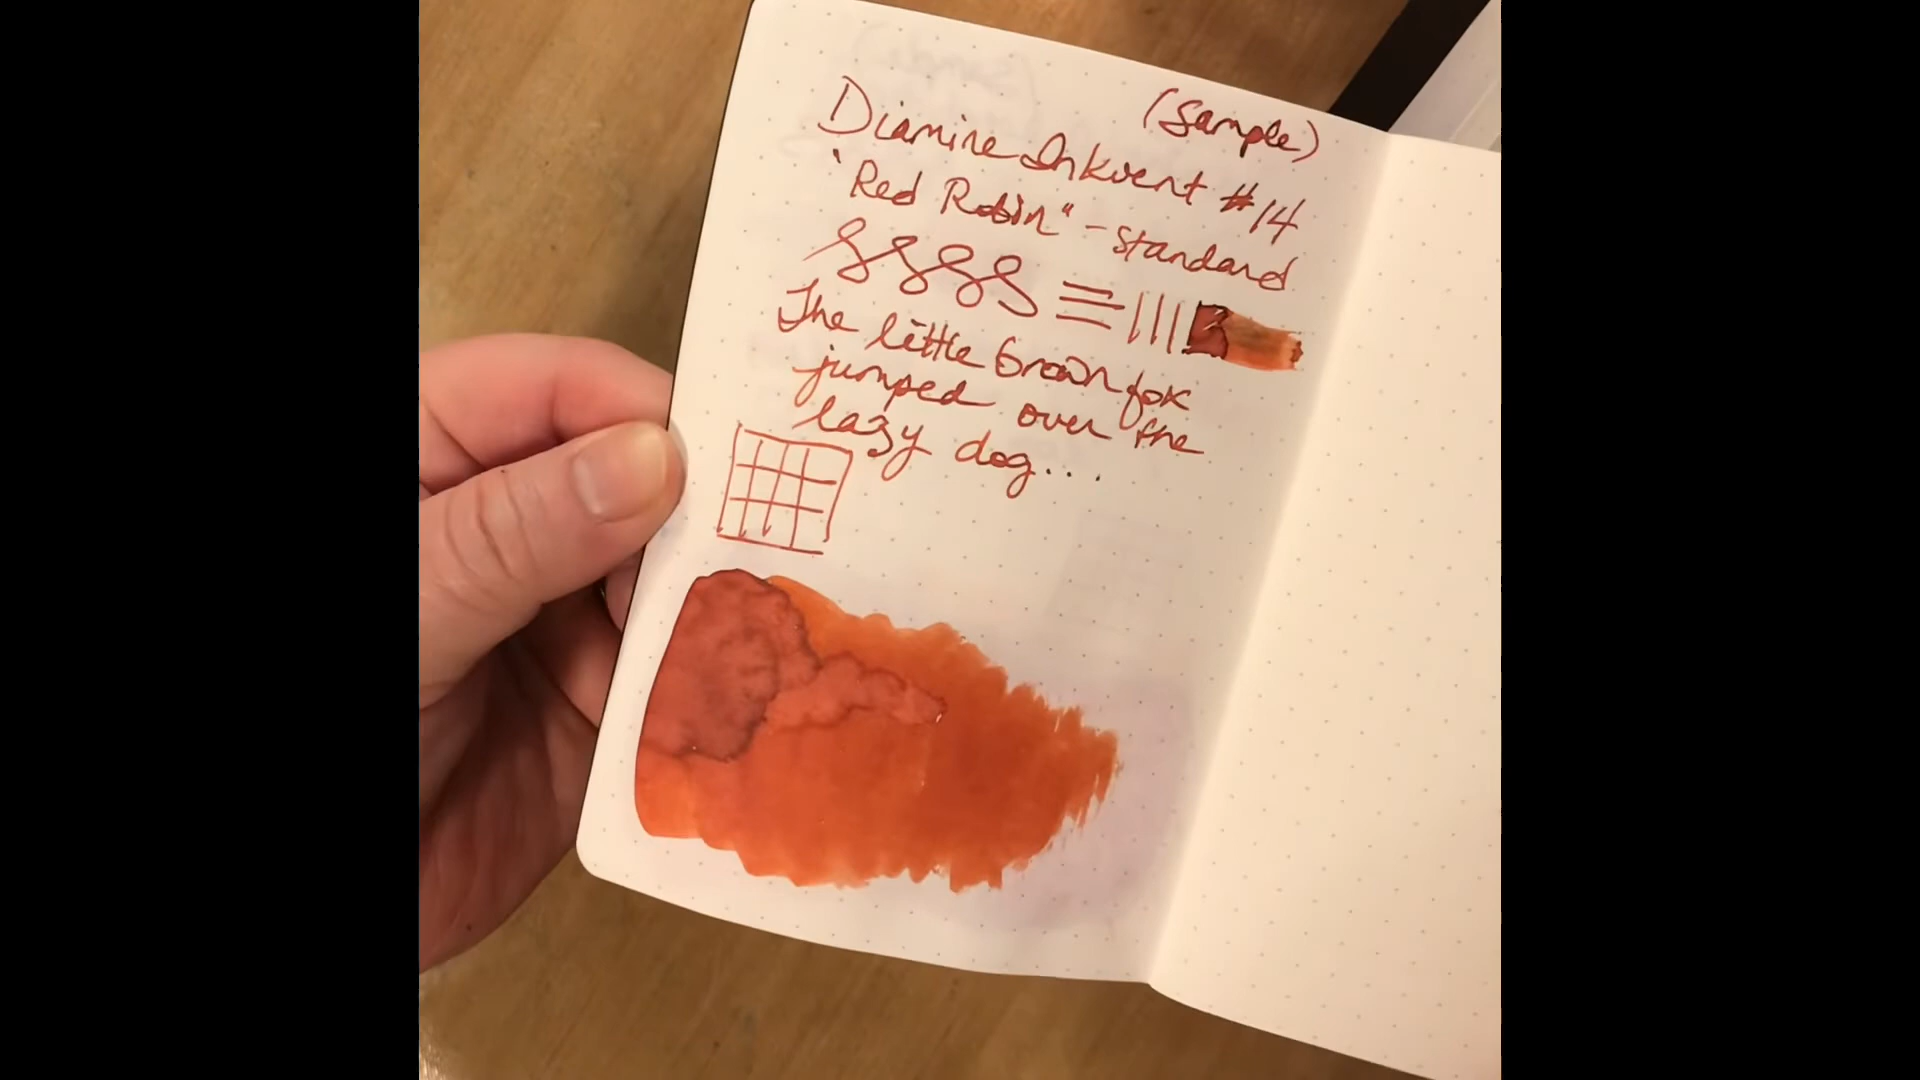 (Sample)
Diamine Inkvent #14
"Red Robin" - Standard
The little brown fox
jumped over the
lazy dog...